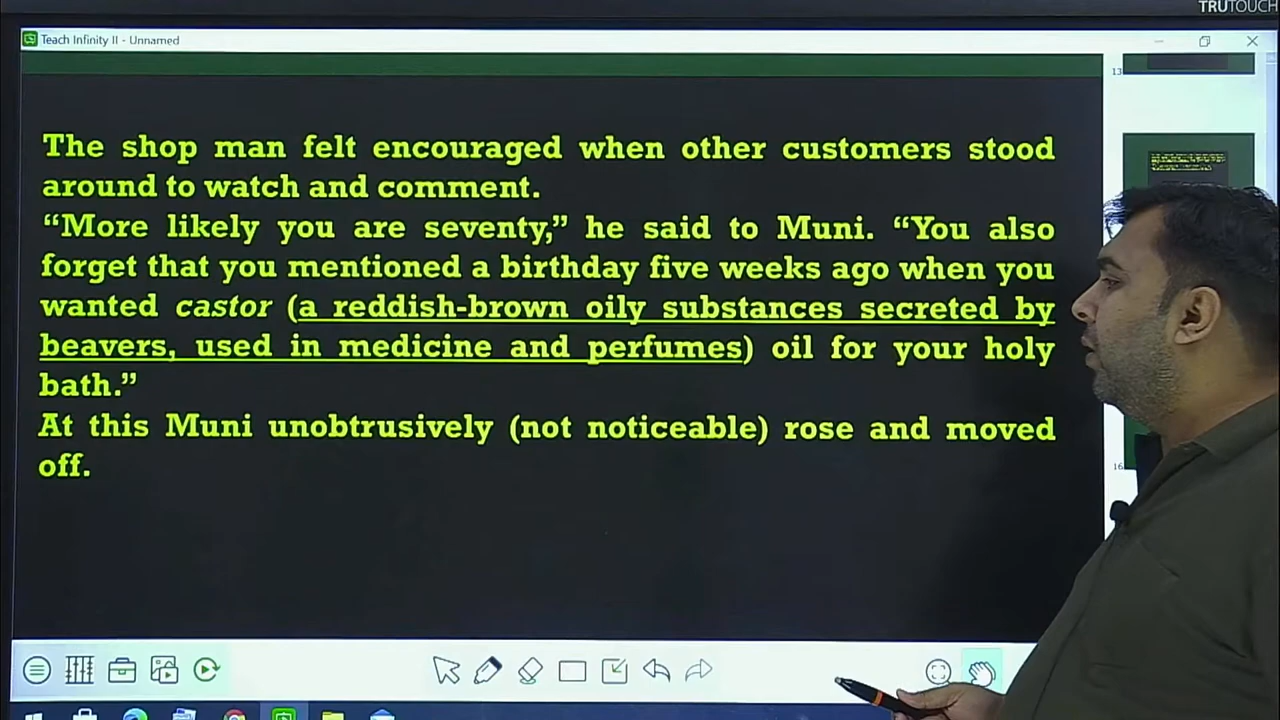 TRUTOUCH
Teach Infinity II - Unnamed
13
The shop man felt encouraged when other customers stood
around to watch and comment.
“More likely you are seventy,” he said to Muni. “You also
forget that you mentioned a birthday five weeks ago when you
wanted castor (a reddish-brown oily substances secreted by
beavers, used in medicine and perfumes) oil for your holy
bath.”
At this Muni unobtrusively (not noticeable) rose and moved
off.
16